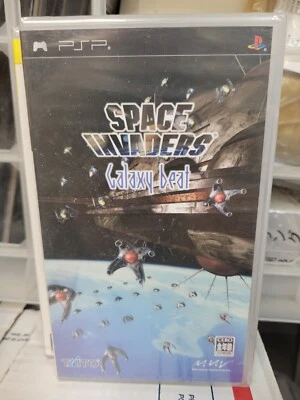 PSP
SPACE
INVADERS
Galaxy beat
TAITO